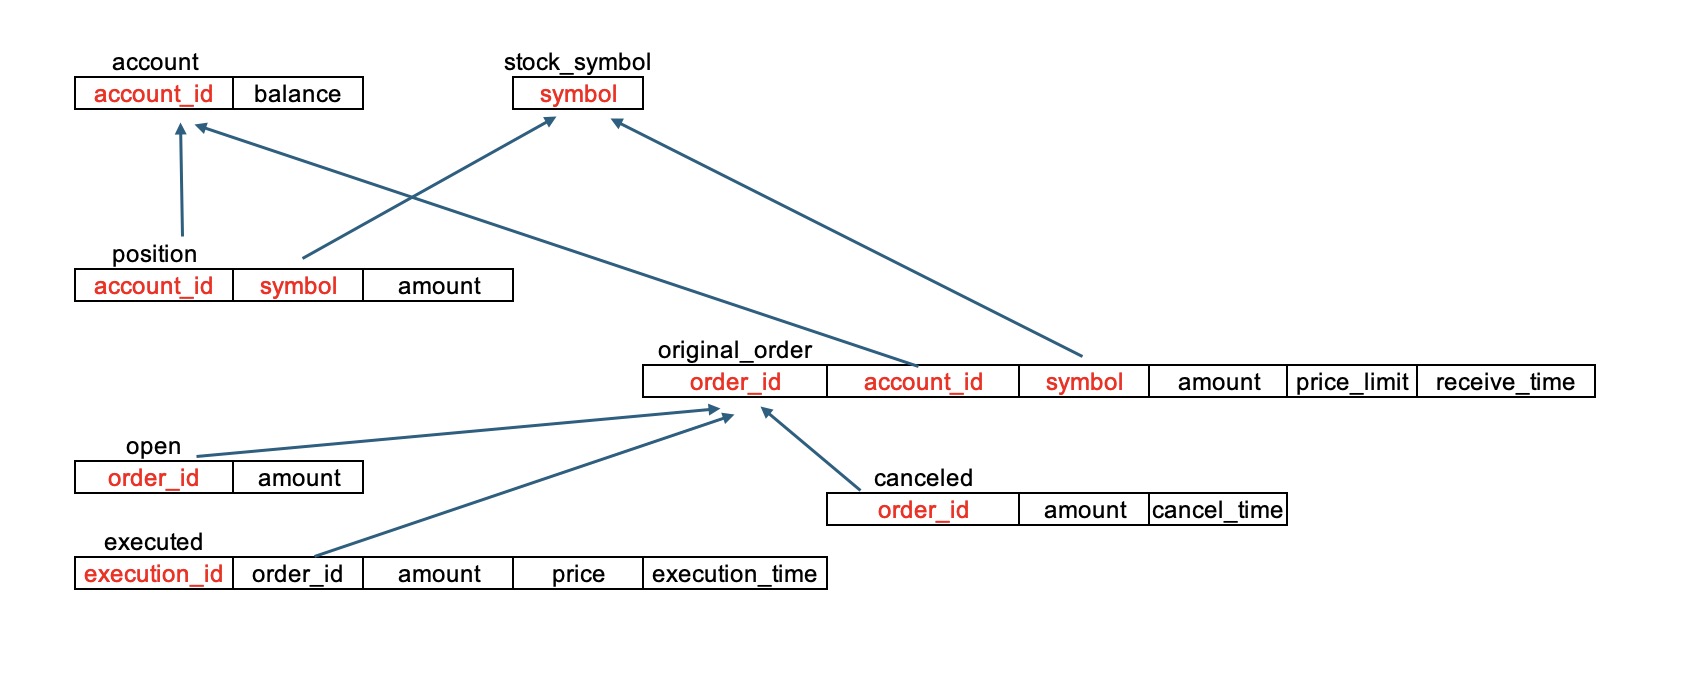 account
stock_symbol
account_id balance
symbol
position
account_id symbol amount
original_order
order_id account_id symbol amount price_limit receive_time
open
order_id amount
canceled
order_id amount cancel_time
executed
execution_id order_id amount price execution_time